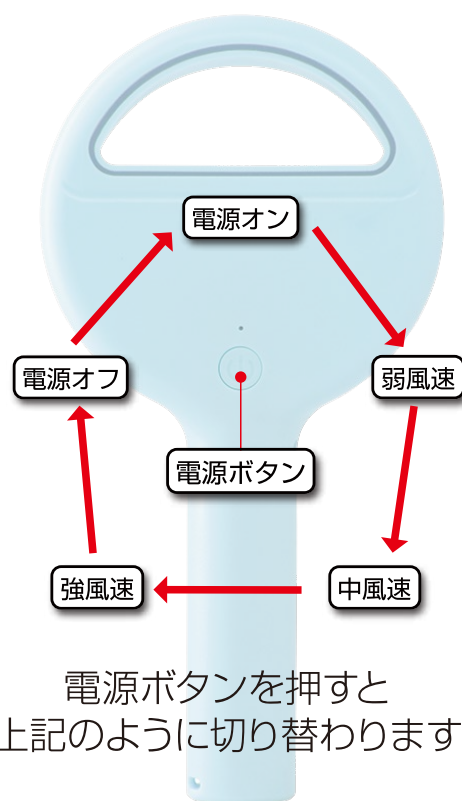 電源オン
電源オフ
弱風速
電源ボタン
強風速
中風速
電源ボタンを押すと
上記のように切り替わります